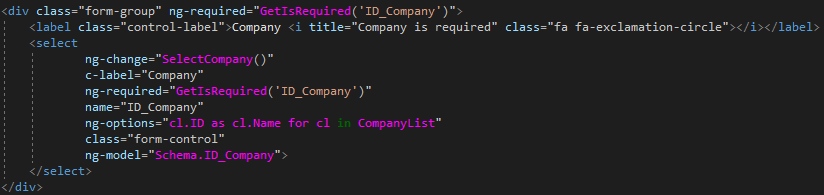 <div class="form-group" ng-required="GetIsRequired('ID_Company')">
<label class="control-label">Company <i title="Company is required" class="fa fa-exclamation-circle"></i></label>
<select
ng-change="SelectCompany()"
c-label="Company"
ng-required="GetIsRequired('ID_Company')"
name="ID_Company"
ng-options="cl.ID as cl.Name for cl in CompanyList"
class="form-control"
ng-model="Schema.ID_Company">
</select>
</div>